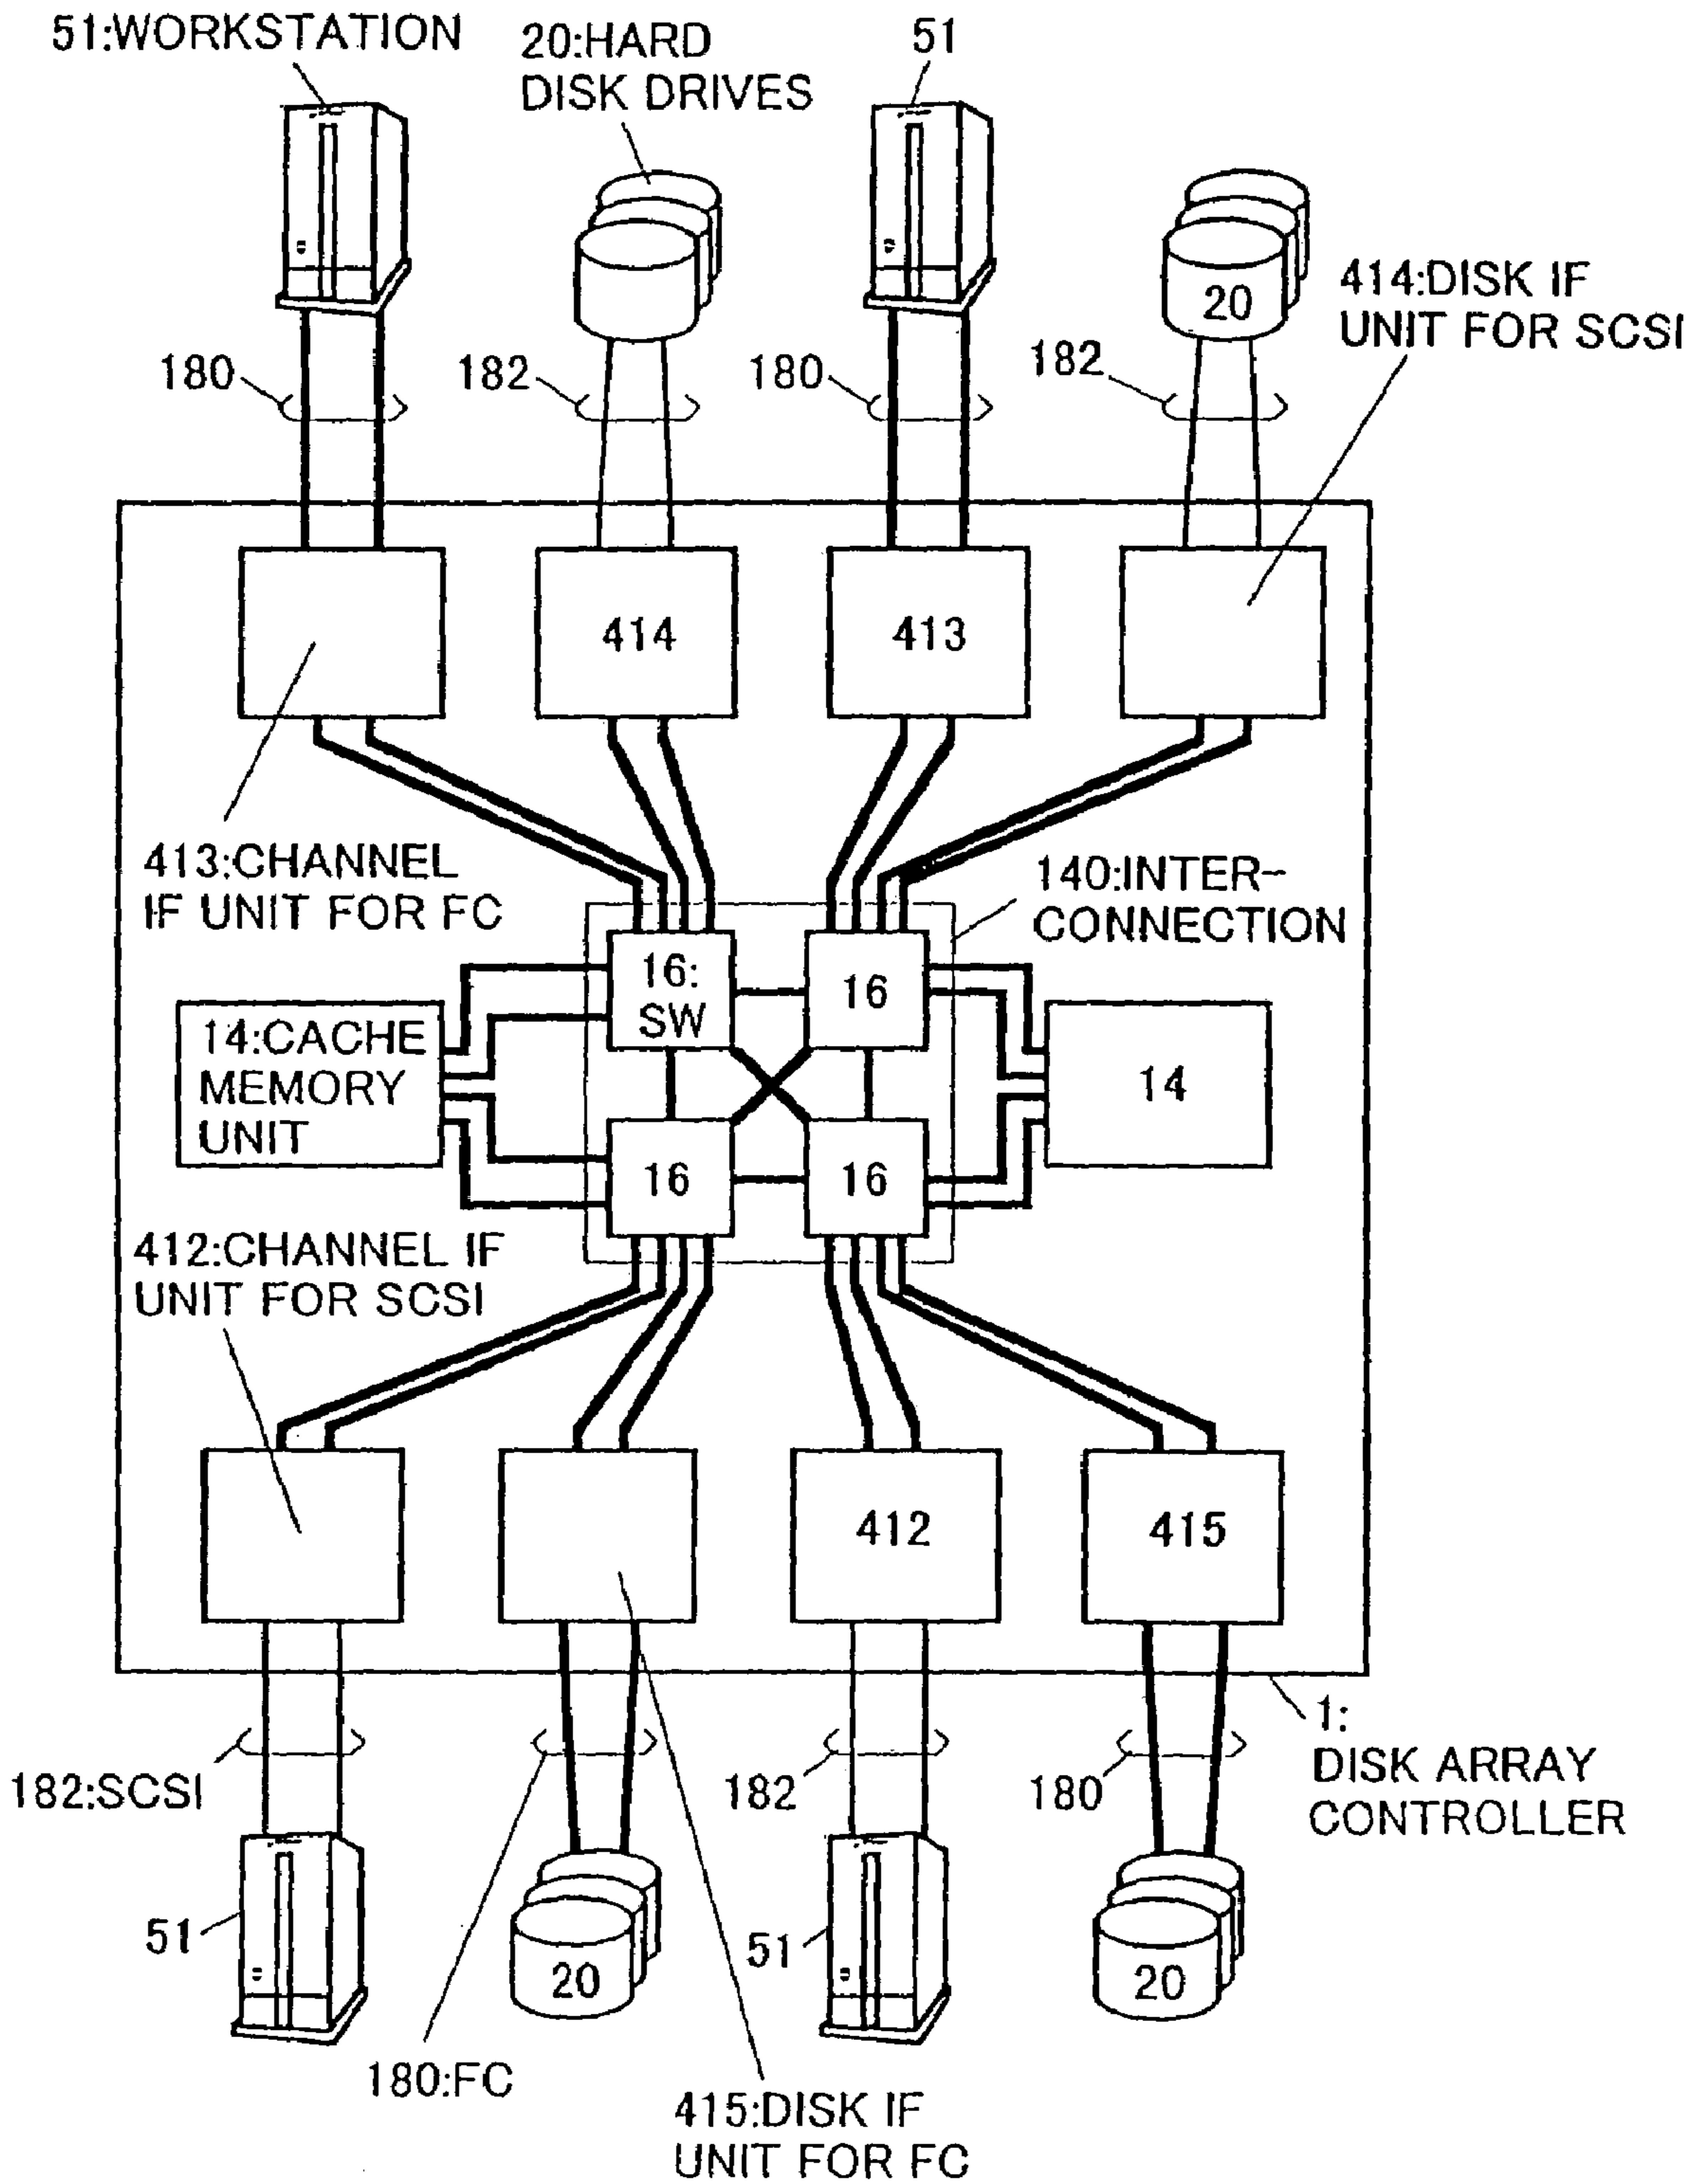 51:WORKSTATION
20:HARD
DISK DRIVES
51
20
414:DISK IF
UNIT FOR SCSI
180
182
180
182
414
413
413:CHANNEL
IF UNIT FOR FC
140:INTER-
CONNECTION
16:
SW
16
14:CACHE
MEMORY
UNIT
14
16
16
412:CHANNEL IF
UNIT FOR SCSI
412
415
1:
DISK ARRAY
CONTROLLER
182:SCSI
182
180
51
20
51
20
180:FC
415:DISK IF
UNIT FOR FC